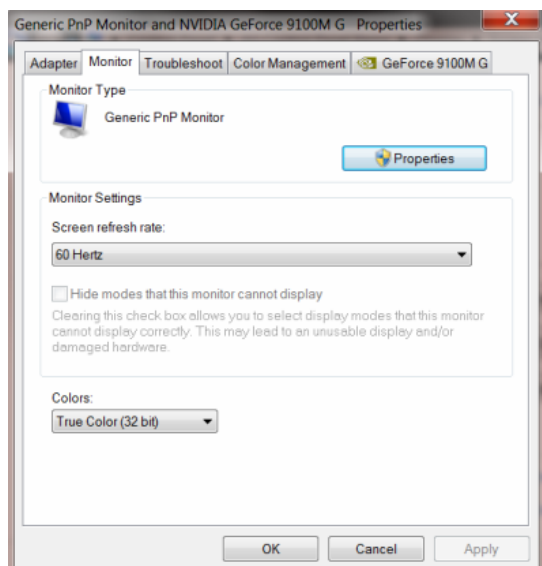 Generic PnP Monitor and NVIDIA GeForce 9100M G Properties
Adapter Monitor Troubleshoot Color Management GeForce 9100M G
Monitor Type
Generic PnP Monitor
Properties
Monitor Settings
Screen refresh rate:
60 Hertz
Hide modes that this monitor cannot display
Clearing this check box allows you to select display modes that this monitor
cannot display correctly. This may lead to an unusable display and/or
damaged hardware.
Colors:
True Color (32 bit)
OK Cancel Apply